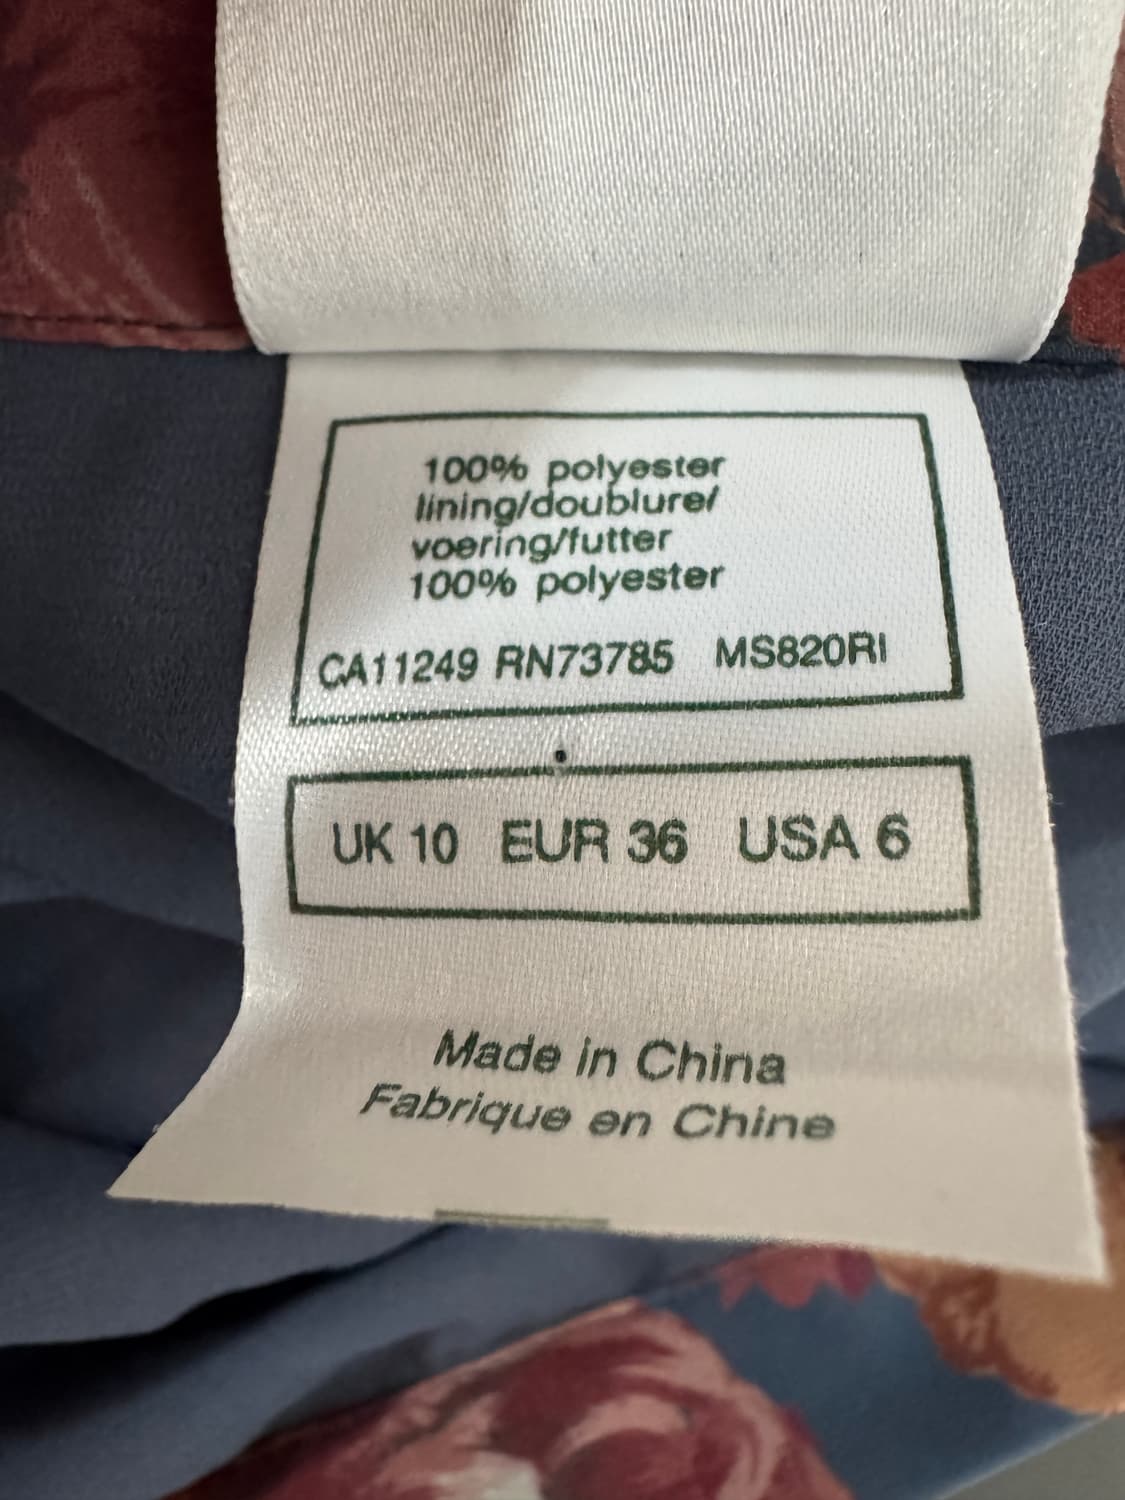 100% polyester
lining/doublure/
voering/futter
100% polyester
CA11249 RN73785 MS820RI
UK 10 EUR 36 USA 6
Made in China
Fabrique en Chine